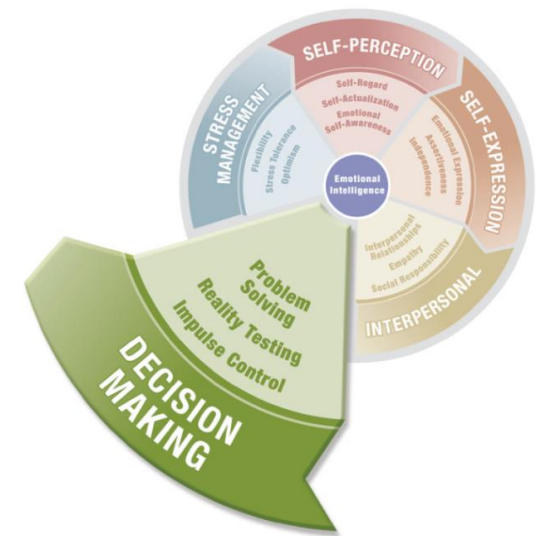 SELF-PERCEPTION
Self-Regard
Self-Actualization
Emotional
Self-Awareness
SELF-EXPRESSION
Emotional Expression
Assertiveness
Independence
INTERPERSONAL
Interpersonal
Relationships
Empathy
Social Responsibility
DECISION
MAKING
Problem
Solving
Reality Testing
Impulse Control
STRESS
MANAGEMENT
Flexibility
Stress Tolerance
Optimism
Emotional
Intelligence